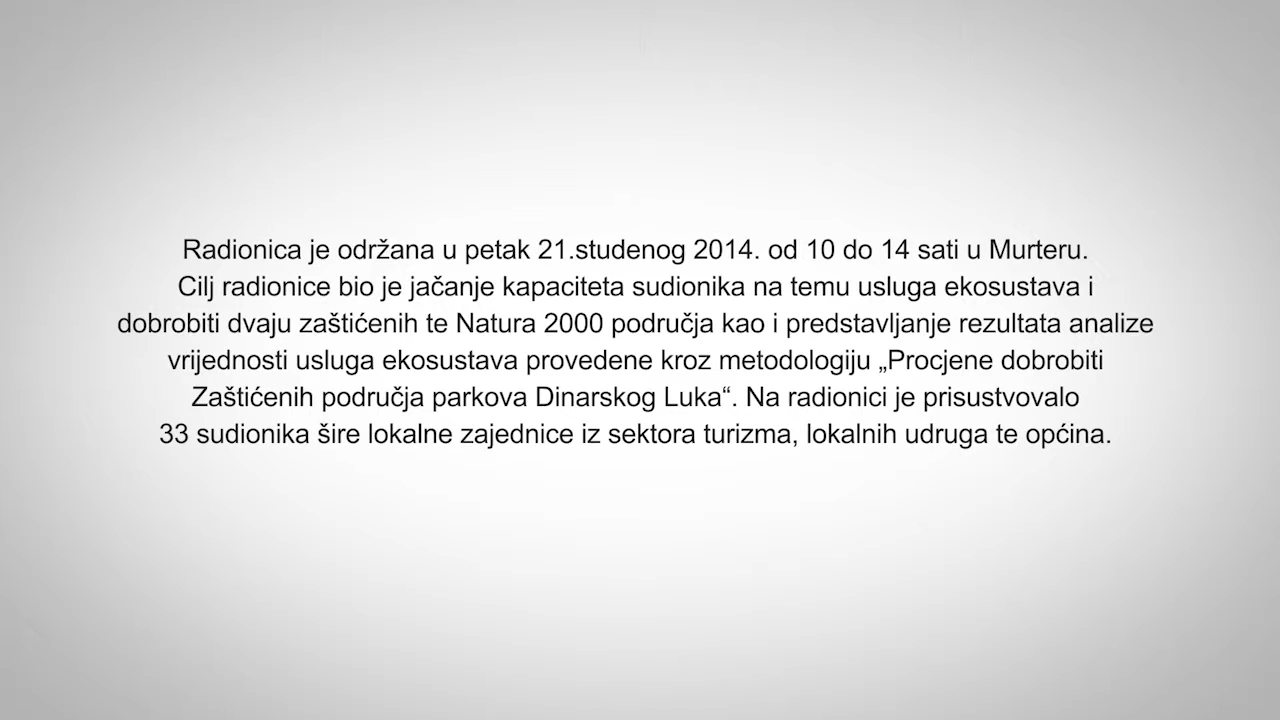 Radionica je održana u petak 21.studenog 2014. od 10 do 14 sati u Murteru.
Cilj radionice bio je jačanje kapaciteta sudionika na temu usluga ekosustava i
dobrobiti dvaju zaštićenih te Natura 2000 područja kao i predstavljanje rezultata analize
vrijednosti usluga ekosustava provedene kroz metodologiju „Procjene dobrobiti
Zaštićenih područja parkova Dinarskog Luka“. Na radionici je prisustvovalo
33 sudionika šire lokalne zajednice iz sektora turizma, lokalnih udruga te općina.